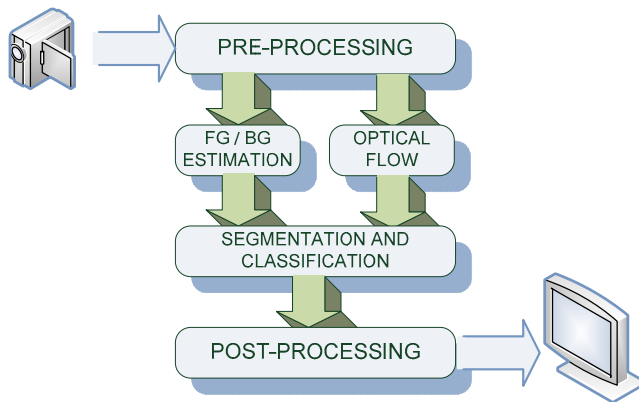 PRE-PROCESSING
FG / BG
ESTIMATION
OPTICAL
FLOW
SEGMENTATION AND
CLASSIFICATION
POST-PROCESSING